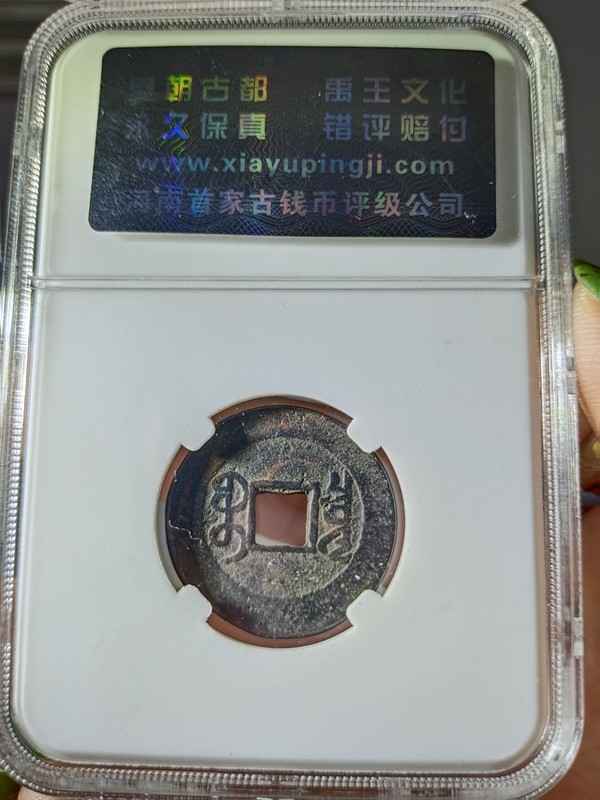 夏朝古都 禹王文化
永久保真 错评赔付
www.xiayupingji.com
河南首家古钱币评级公司